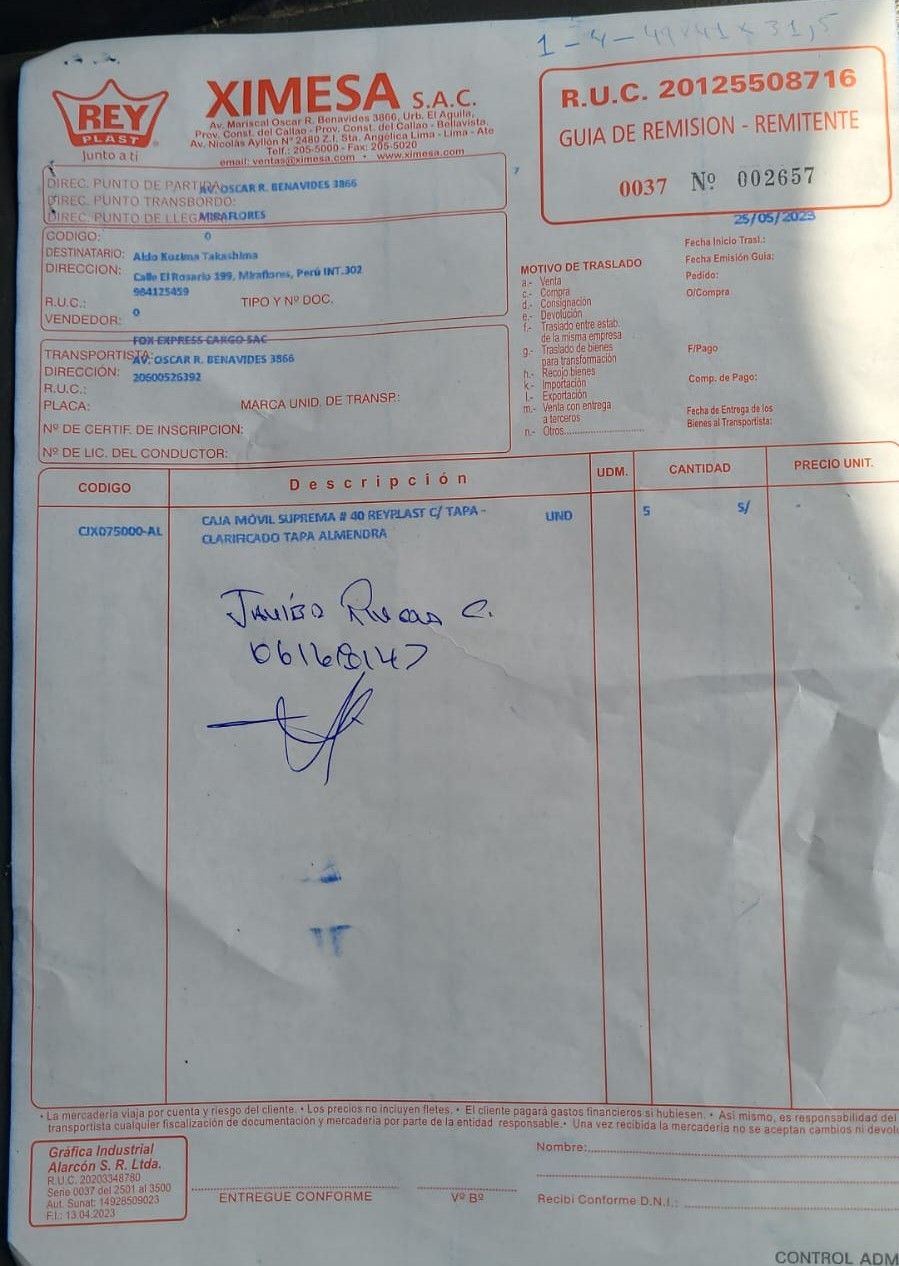 1 - 4 - 49 x 41 x 31,5
REY
PLAST
Junto a ti
XIMESA S.A.C.
Av. Mariscal Oscar R. Benavides 3866, Urb. El Aguila,
Prov. Const. del Callao - Prov. Const. del Callao - Bellavista,
Av. Nicolás Ayllón Nº 2480 Z.I. Sta. Angélica Lima - Lima - Ate
Telf.: 205-5000 - Fax: 205-5020
email: ventas@ximesa.com • www.ximesa.com
R.U.C. 20125508716
GUIA DE REMISION - REMITENTE
0037 Nº 002657
25/05/2023
DIREC. PUNTO DE PARTIDA: AV. OSCAR R. BENAVIDES 3866
DIREC. PUNTO TRANSBORDO:
DIREC. PUNTO DE LLEGADA: MIRAFLORES
CODIGO: 0
DESTINATARIO: Aldo Kozima Takashima
DIRECCION: Calle El Rosario 199, Miraflores, Perú INT.302
984125459
R.U.C.: TIPO Y Nº DOC.
VENDEDOR: 0
FOX EXPRESS CARGO SAC
TRANSPORTISTA: AV. OSCAR R. BENAVIDES 3866
DIRECCIÓN: 20600526392
R.U.C.:
PLACA: MARCA UNID. DE TRANSP.:
Nº DE CERTIF. DE INSCRIPCION:
Nº DE LIC. DEL CONDUCTOR:
MOTIVO DE TRASLADO
a.- Venta
c.- Compra
d.- Consignación
e.- Devolución
f.- Traslado entre estab.
de la misma empresa
g.- Traslado de bienes
para transformación
h.- Recojo bienes
k.- Importación
l.- Exportación
m.- Venta con entrega
a terceros
n.- Otros
Fecha Inicio Trasl.:
Fecha Emisión Guia:
Pedido:
O/Compra
F/Pago
Comp. de Pago:
Fecha de Entrega de los
Bienes al Transportista:
CODIGO Descripción UDM. CANTIDAD PRECIO UNIT.
CJX075000-AL CAJA MÓVIL SUPREMA # 40 REYPLAST C/ TAPA - UND 5 S/
CLARIFICADO TAPA ALMENDRA
C.
06168147
• La mercadería viaja por cuenta y riesgo del cliente. • Los precios no incluyen fletes. • El cliente pagará gastos financieros si hubiesen. • Asi mismo, es responsabilidad del
transportista cualquier fiscalización de documentación y mercadería por parte de la entidad responsable.• Una vez recibida la mercadería no se aceptan cambios ni devol
Gráfica Industrial
Alarcón S. R. Ltda.
R.U.C. 20203348780
Serie 0037 del 2501 al 3500
Aut. Sunat: 14928509023
F.I.: 13.04.2023
ENTREGUE CONFORME
Vº Bº
Nombre:
Recibí Conforme D.N.I.:
CONTROL ADM